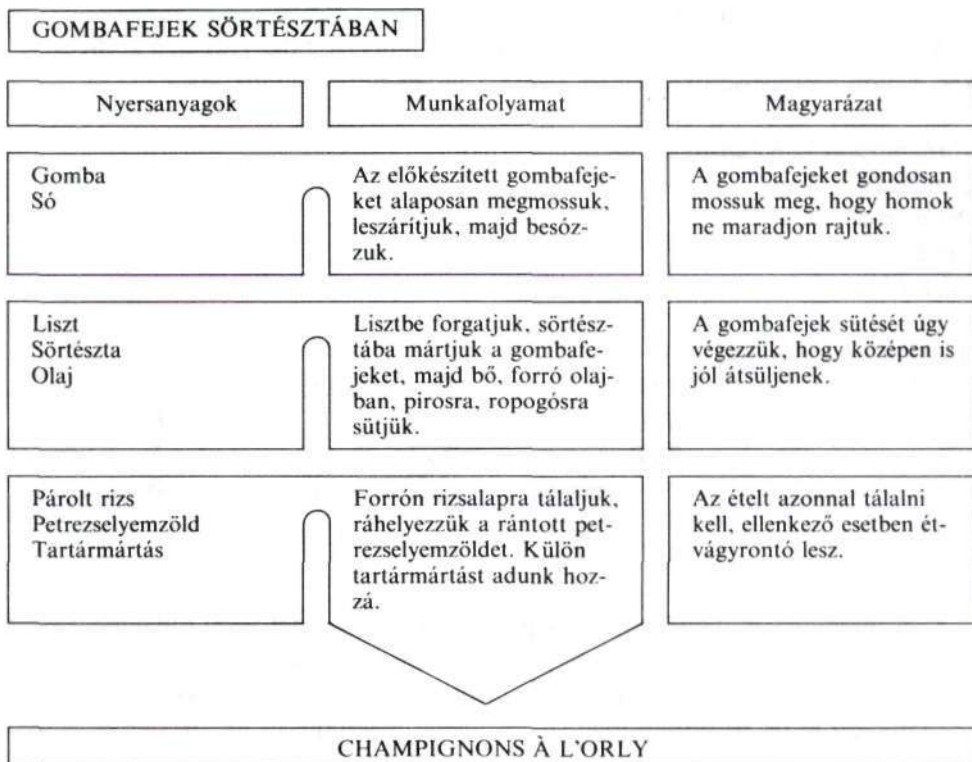 GOMBAFEJEK SÖRTÉSZTÁBAN
Nyersanyagok
Munkafolyamat
Magyarázat
Gomba
Só
Az előkészített gombafeje-
ket alaposan megmossuk,
leszárítjuk, majd besóz-
zuk.
A gombafejeket gondosan
mossuk meg, hogy homok
ne maradjon rajtuk.
Liszt
Sörtészta
Olaj
Lisztbe forgatjuk, sörtész-
tába mártjuk a gombafe-
jeket, majd bő, forró olaj-
ban, pirosra, ropogósra
sütjük.
A gombafejek sütését úgy
végezzük, hogy középen is
jól átsüljenek.
Párolt rizs
Petrezselyemzöld
Tartármártás
Forrón rizsalapra tálaljuk,
ráhelyezzük a rántott pet-
rezselyemzöldet. Külön
tartármártást adunk hoz-
zá.
Az ételt azonnal tálalni
kell, ellenkező esetben ét-
vágyrontó lesz.
CHAMPIGNONS À L'ORLY